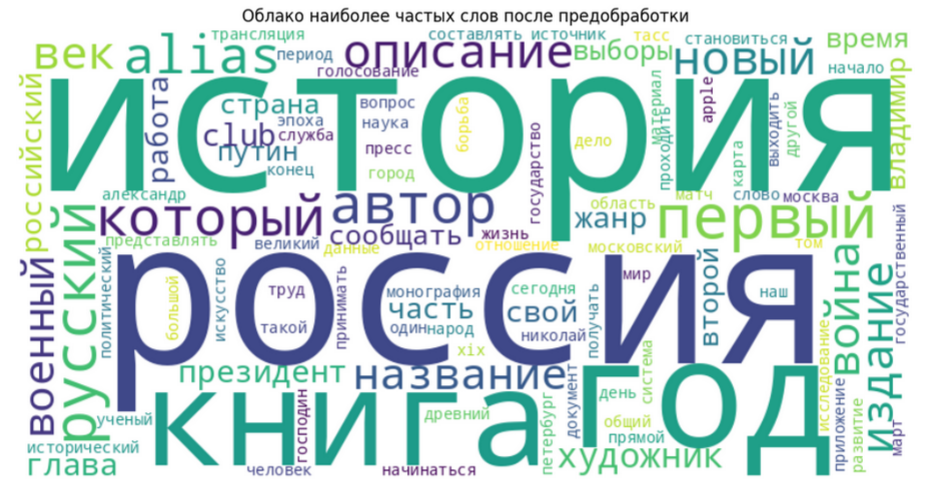 Облако наиболее частых слов после предобработки
трансляция
составлять
источник
тасс
становиться
время
век
alias
период
описание
выборы
новый
начало
голосование
история
российский
работа
страна
эпоха
club
служба
путин
конец
вопрос
наука
пресс
город
борьба
дело
государство
материал
проходить
apple
карта
выходить
другой
владимир
александр
который
автор
область
матч
слово
москва
жанр
первый
сообщать
жизнь
представлять
великий
данные
отношение
московский
том
государственный
россия
военный
русский
политический
большой
искусство
труд
такой
принимать
монография
часть
один
народ
xix
сегодня
свой
николай
получать
мир
второй
наш
война
издание
президент
название
год
книга
ученый
исторический
глава
господин
человек
начинаться
древний
петербург
документ
день
система
общий
прямой
художник
исследование
приложение
развитие
март